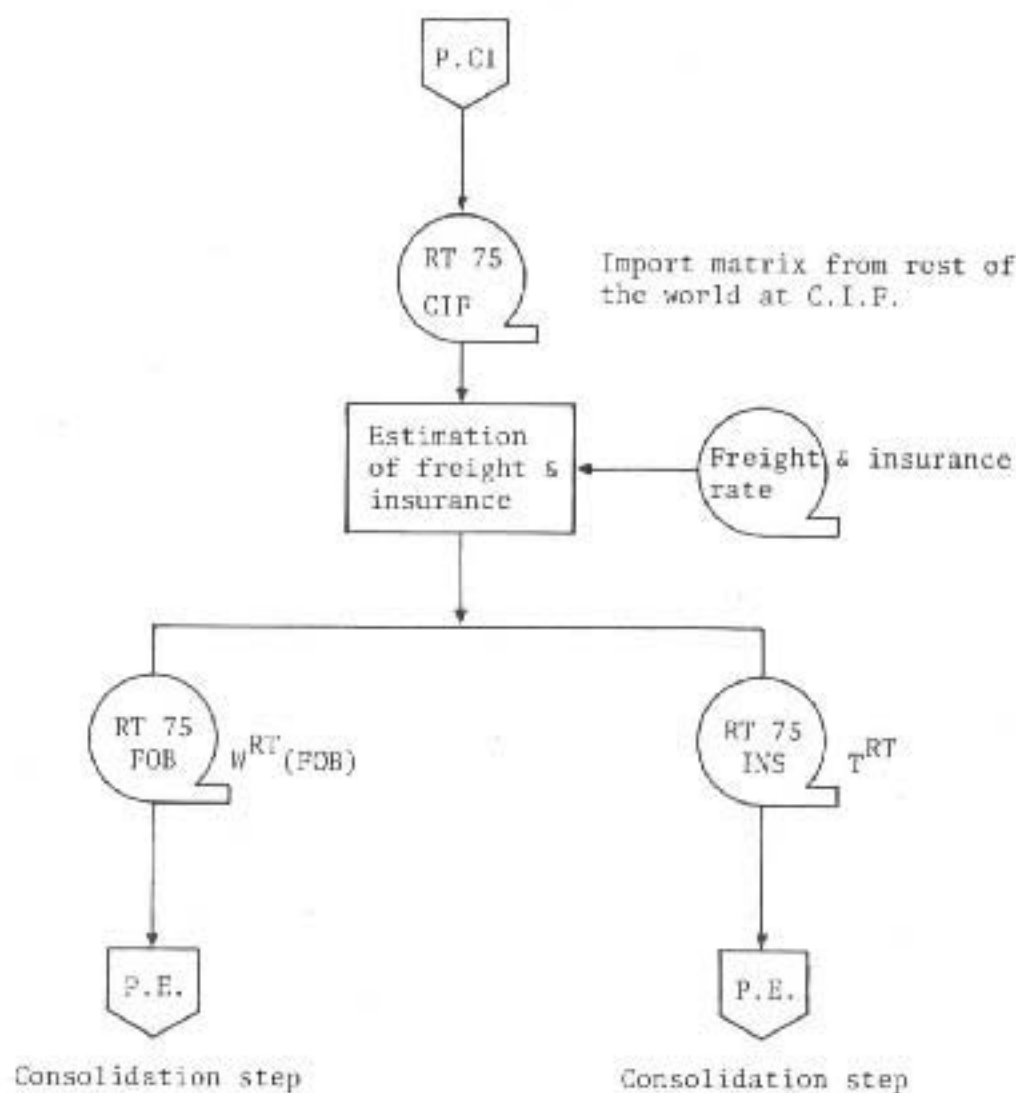 P.C1
RT 75
CIF
Import matrix from rest of
the world at C.I.F.
Estimation
of freight &
insurance
Freight & insurance
rate
RT 75
FOB
W^RT(FOB)
RT 75
INS
T^RT
P.E.
P.E.
Consolidation step
Consolidation step